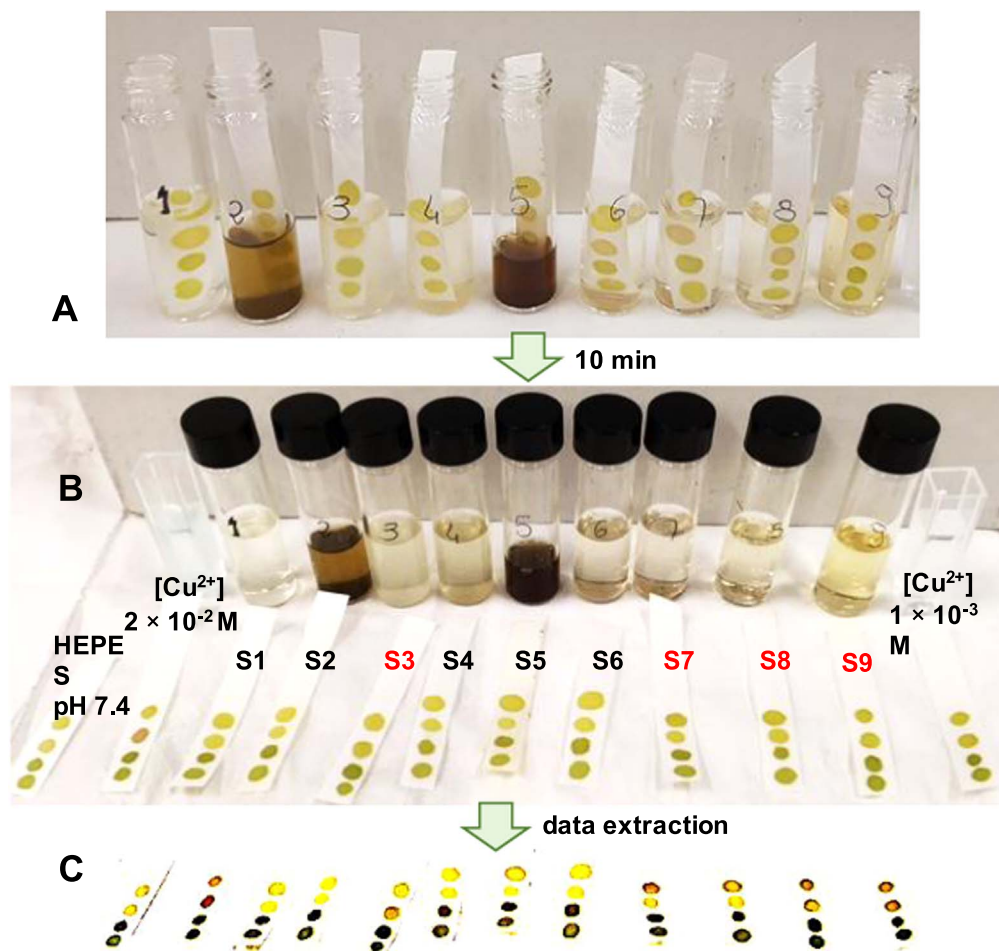 1 2 3 4 5 6 7 8 9
A
10 min
B
1 2 3 4 5 6 7 8 9
[Cu²⁺]
2 × 10⁻² M
[Cu²⁺]
1 × 10⁻³
M
HEPE
S
pH 7.4
S1 S2 S3 S4 S5 S6 S7 S8 S9
data extraction
C